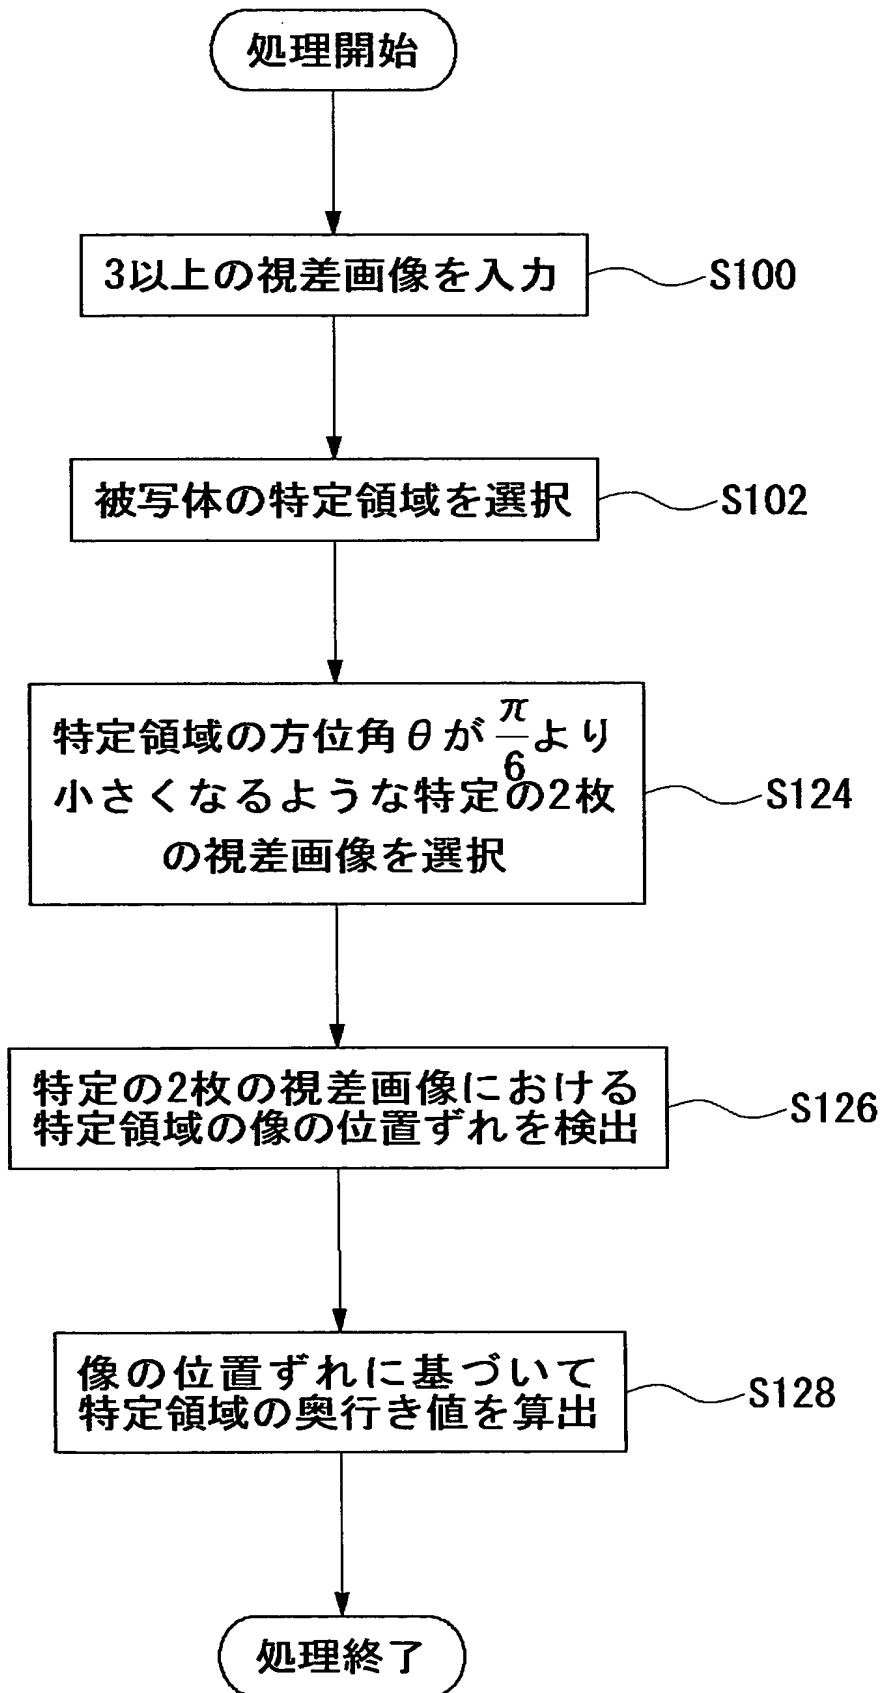 処理開始
3以上の視差画像を入力
S100
被写体の特定領域を選択
S102
特定領域の方位角θがπ/6より
小さくなるような特定の2枚
の視差画像を選択
S124
特定の2枚の視差画像における
特定領域の像の位置ずれを検出
S126
像の位置ずれに基づいて
特定領域の奥行き値を算出
S128
処理終了